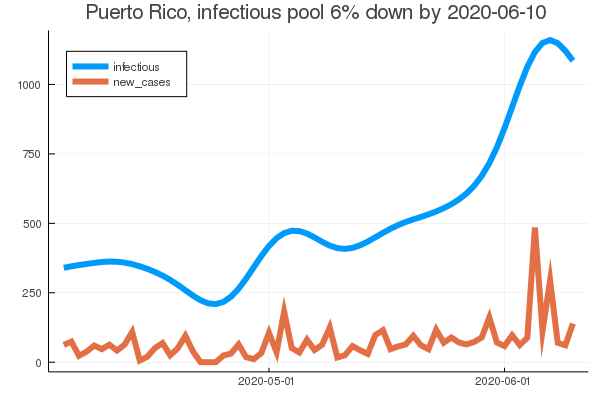 Puerto Rico, infectious pool 6% down by 2020-06-10
infectious
new_cases
1000
750
500
250
0
2020-05-01
2020-06-01